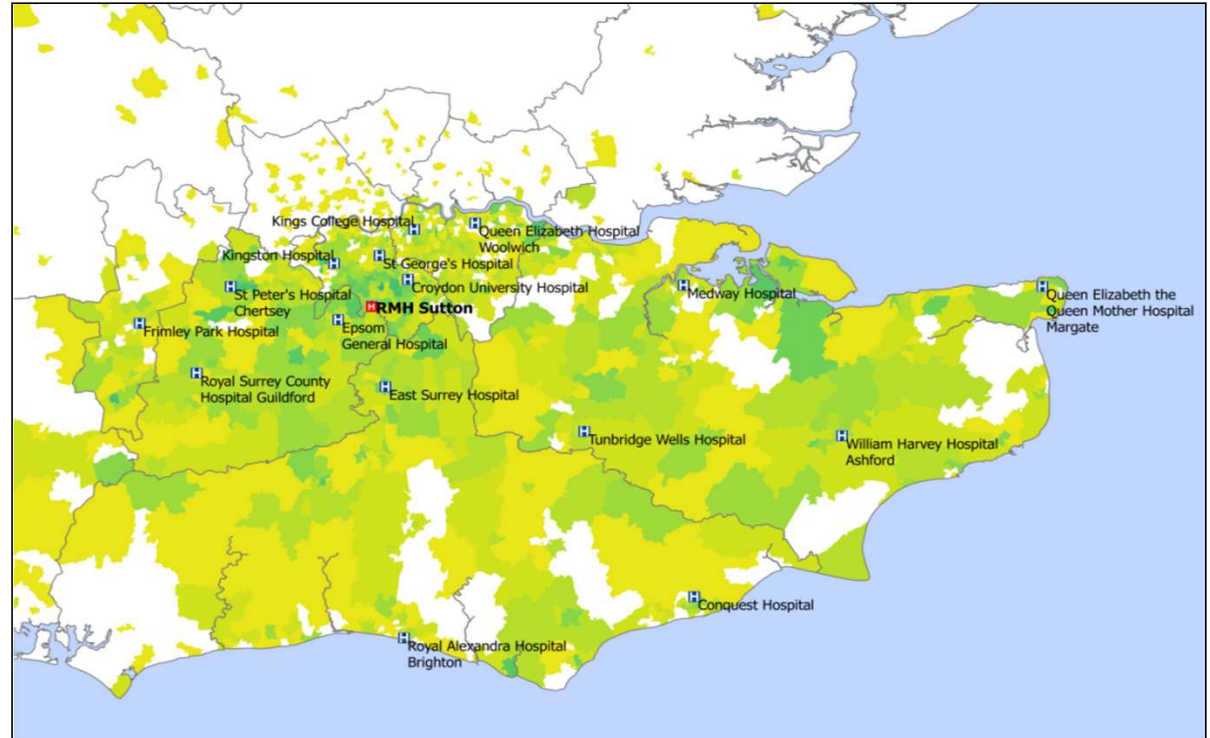 Kings College Hospital
Queen Elizabeth Hospital
Woolwich
Kingston Hospital
St George's Hospital
Croydon University Hospital
St Peter's Hospital
Chertsey
RMH Sutton
Medway Hospital
Queen Elizabeth the
Queen Mother Hospital
Margate
Frimley Park Hospital
Epsom
General Hospital
Royal Surrey County
Hospital Guildford
East Surrey Hospital
Tunbridge Wells Hospital
William Harvey Hospital
Ashford
Conquest Hospital
Royal Alexandra Hospital
Brighton